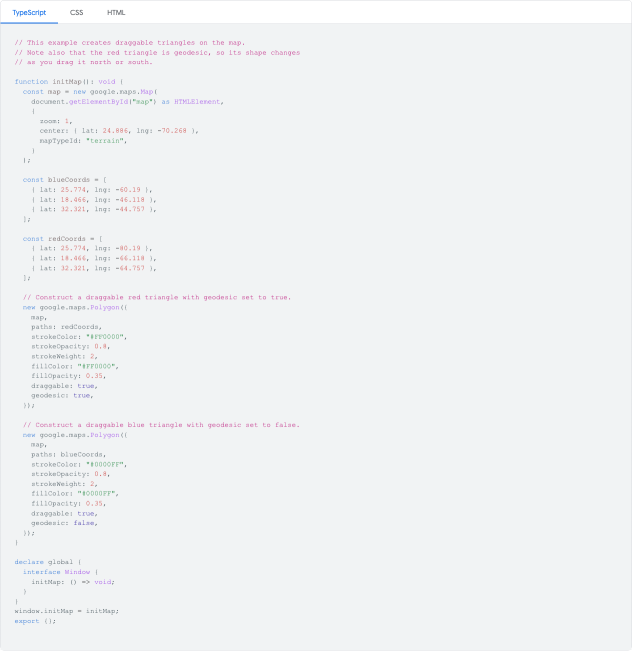 TypeScript CSS HTML
// This example creates draggable triangles on the map.
// Note also that the red triangle is geodesic, so its shape changes
// as you drag it north or south.
function initMap(): void {
  const map = new google.maps.Map(
    document.getElementById("map") as HTMLElement,
    {
      zoom: 1,
      center: { lat: 24.886, lng: -70.268 },
      mapTypeId: "terrain",
    }
  );
  const blueCoords = [
    { lat: 25.774, lng: -60.19 },
    { lat: 18.466, lng: -46.118 },
    { lat: 32.321, lng: -44.757 },
  ];
  const redCoords = [
    { lat: 25.774, lng: -80.19 },
    { lat: 18.466, lng: -66.118 },
    { lat: 32.321, lng: -64.757 },
  ];
  // Construct a draggable red triangle with geodesic set to true.
  new google.maps.Polygon({
    map,
    paths: redCoords,
    strokeColor: "#FF0000",
    strokeOpacity: 0.8,
    strokeWeight: 2,
    fillColor: "#FF0000",
    fillOpacity: 0.35,
    draggable: true,
    geodesic: true,
  });
  // Construct a draggable blue triangle with geodesic set to false.
  new google.maps.Polygon({
    map,
    paths: blueCoords,
    strokeColor: "#0000FF",
    strokeOpacity: 0.8,
    strokeWeight: 2,
    fillColor: "#0000FF",
    fillOpacity: 0.35,
    draggable: true,
    geodesic: false,
  });
}
declare global {
  interface Window {
    initMap: () => void;
  }
}
window.initMap = initMap;
export {};